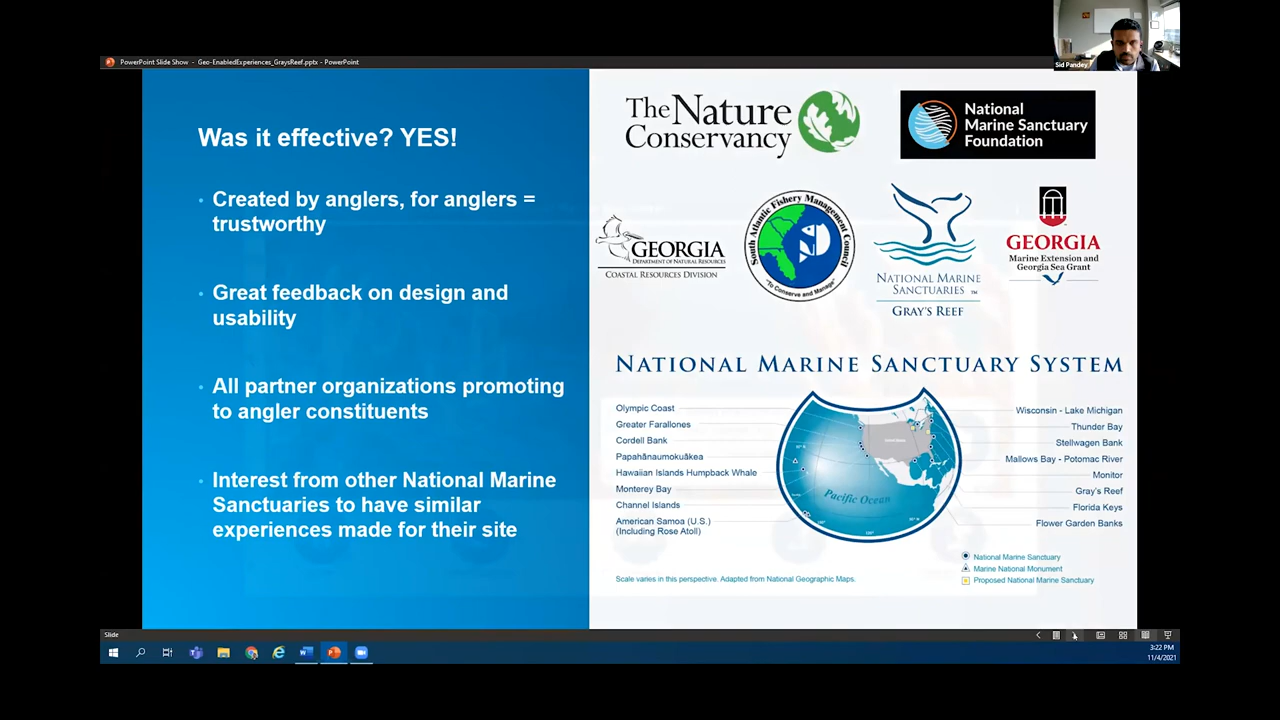 Sid Pandey
PowerPoint Slide Show - Geo-EnabledExperiences_GraysReef.pptx - PowerPoint
Was it effective? YES!
• Created by anglers, for anglers =
trustworthy
• Great feedback on design and
usability
• All partner organizations promoting
to angler constituents
• Interest from other National Marine
Sanctuaries to have similar
experiences made for their site
The Nature
Conservancy
National
Marine Sanctuary
Foundation
GEORGIA
DEPARTMENT OF NATURAL RESOURCES
COASTAL RESOURCES DIVISION
South Atlantic Fishery Management Council
"To Conserve and Manage"
NATIONAL MARINE
SANCTUARIES ™
GRAY'S REEF
GEORGIA
Marine Extension and
Georgia Sea Grant
NATIONAL MARINE SANCTUARY SYSTEM
Olympic Coast
Greater Farallones
Cordell Bank
Papahānaumokuākea
Hawaiian Islands Humpback Whale
Monterey Bay
Channel Islands
American Samoa (U.S.)
(Including Rose Atoll)
Pacific Ocean
Wisconsin - Lake Michigan
Thunder Bay
Stellwagen Bank
Mallows Bay - Potomac River
Monitor
Gray's Reef
Florida Keys
Flower Garden Banks
National Marine Sanctuary
Marine National Monument
Proposed National Marine Sanctuary
Scale varies in this perspective. Adapted from National Geographic Maps.
Slide
3:22 PM
11/4/2021